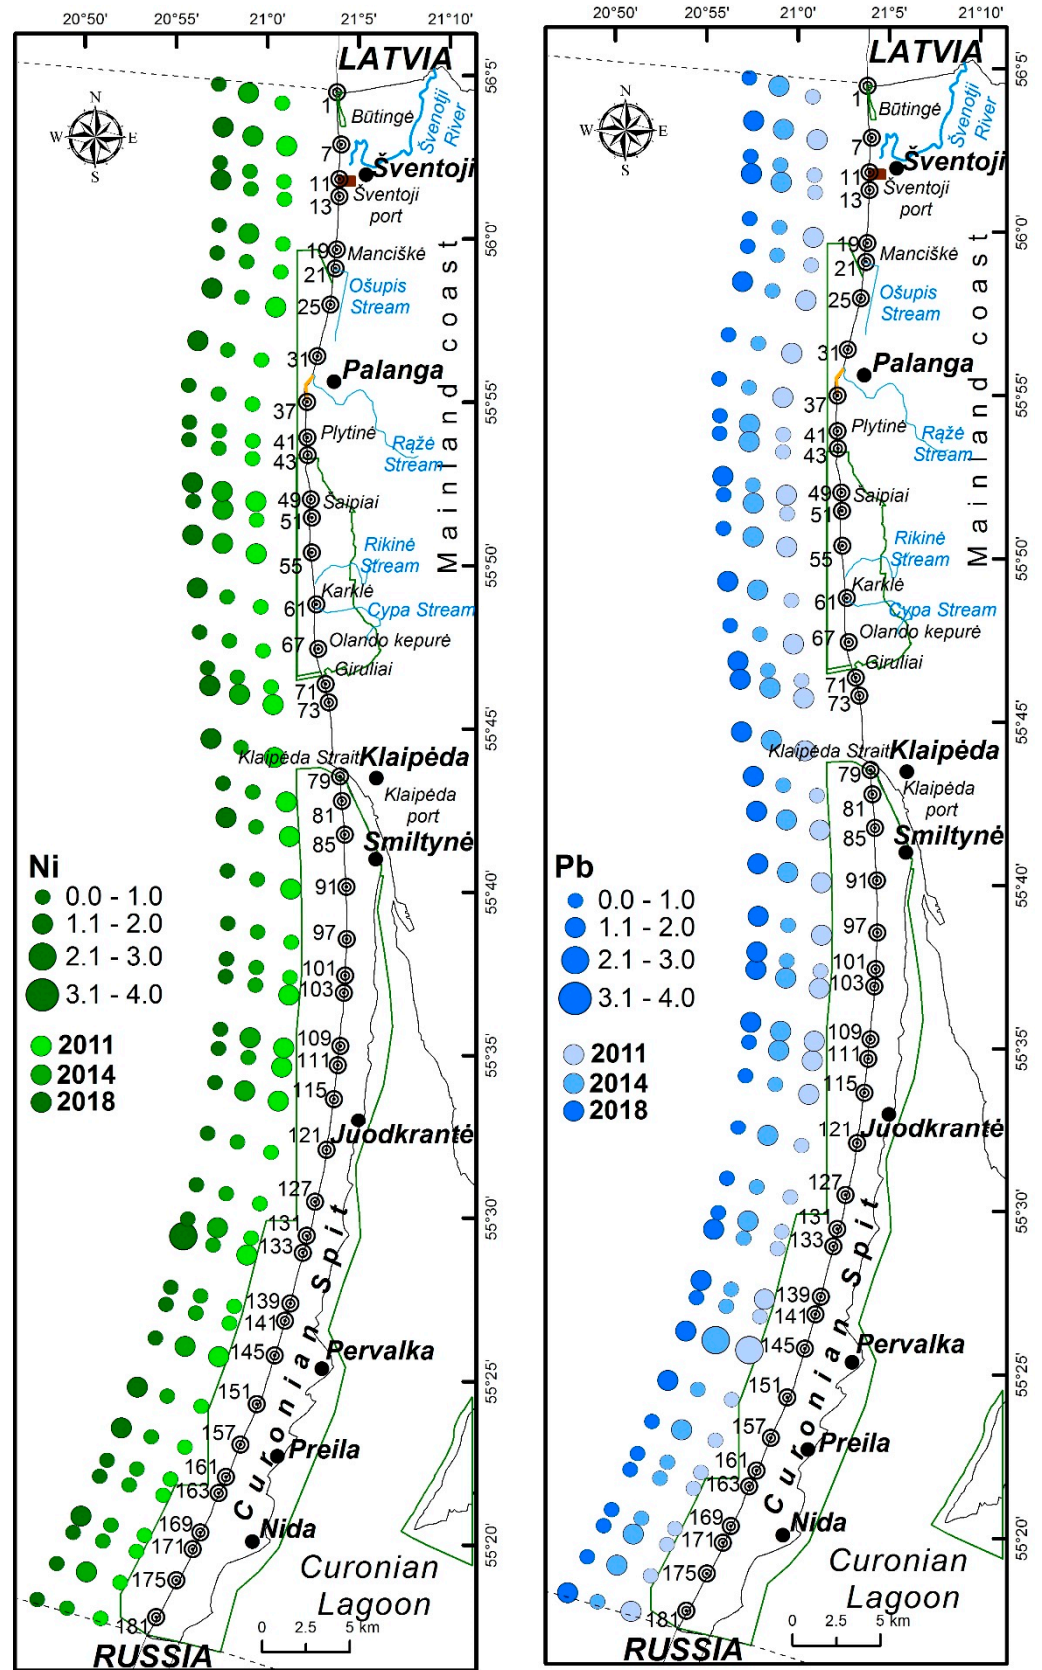 20°50' 20°55' 21°0' 21°5' 21°10'
LATVIA
56°5'
N
W E
S
1
Būtingė
Šventoji
River
7
Šventoji
11
Šventoji
port
13
56°0'
19
Manciškė
21
Ošupis
Stream
25
31
Palanga
55°55'
37
Plytinė
41
Rąžė
Stream
43
49
Šaipiai
51
Mainland coast
Rikinė
Stream
55
55°50'
Karklė
61
Cypa Stream
Olando kepurė
67
Giruliai
71
73
55°45'
Klaipėda Strait
Klaipėda
79
Klaipėda
port
81
Smiltynė
85
Ni
0.0 - 1.0
1.1 - 2.0
2.1 - 3.0
3.1 - 4.0
2011
2014
2018
91
55°40'
97
101
103
109
55°35'
111
115
Juodkrantė
121
127
55°30'
131
133
139
141
Curonian Spit
145
Pervalka
55°25'
151
157
Preila
161
163
169
Nida
55°20'
171
Curonian
Lagoon
175
0 2.5 5 km
181
RUSSIA
20°50' 20°55' 21°0' 21°5' 21°10'
LATVIA
56°5'
N
W E
S
1
Būtingė
Švenotji
River
7
Šventoji
11
Šventoji
port
13
56°0'
19
Manciškė
21
Ošupis
Stream
25
31
Palanga
55°55'
37
Plytinė
41
Rąžė
Stream
43
49
Šaipiai
51
Mainland coast
Rikinė
Stream
55
55°50'
Karklė
61
Cypa Stream
Olando kepurė
67
Giruliai
71
73
55°45'
Klaipėda Strait
Klaipėda
79
Klaipėda
port
81
Smiltynė
85
Pb
0.0 - 1.0
1.1 - 2.0
2.1 - 3.0
3.1 - 4.0
2011
2014
2018
91
55°40'
97
101
103
109
55°35'
111
115
Juodkrantė
121
127
55°30'
131
133
139
141
Curonian Spit
145
Pervalka
55°25'
151
157
Preila
161
163
169
Nida
55°20'
171
Curonian
Lagoon
175
0 2.5 5 km
181
RUSSIA